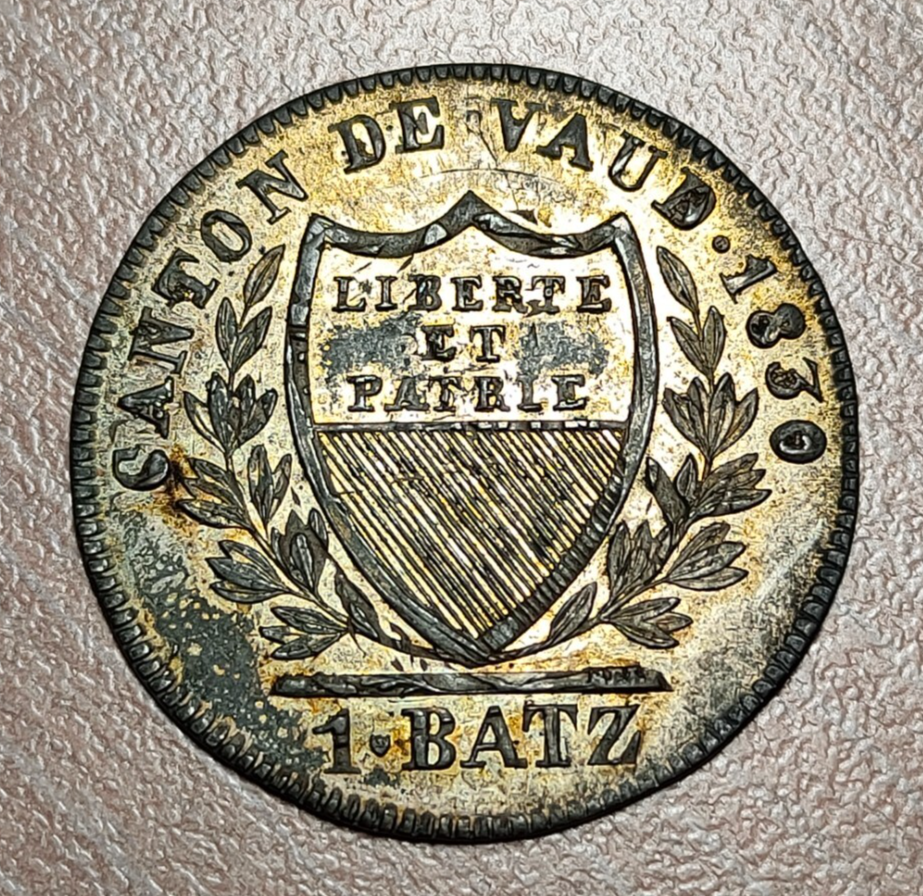 CANTON DE VAUD·1830
LIBERTE
ET
PATRIE
1·BATZ